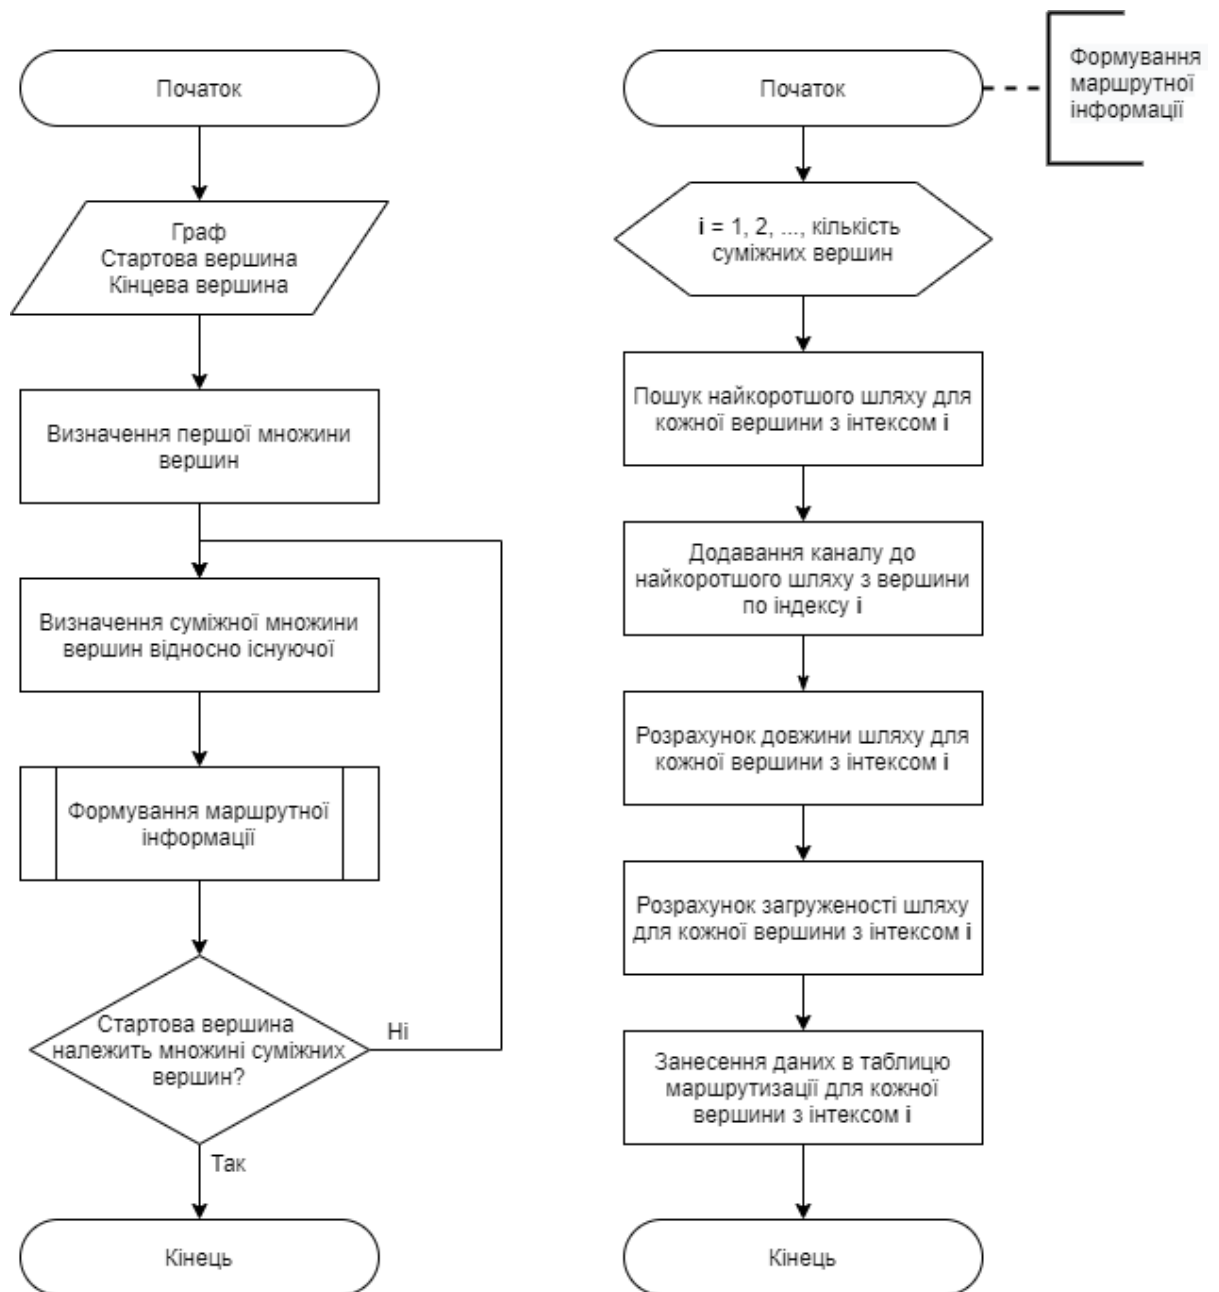 Початок
Граф
Стартова вершина
Кінцева вершина
Визначення першої множини
вершин
Визначення суміжної множини
вершин відносно існуючої
Формування маршрутної
інформації
Стартова вершина
належить множині суміжних
вершин?
Ні
Так
Кінець
Початок
Формування
маршрутної
інформації
i = 1, 2, ..., кількість
суміжних вершин
Пошук найкоротшого шляху для
кожної вершини з інтексом i
Додавання каналу до
найкоротшого шляху з вершини
по індексу i
Розрахунок довжини шляху для
кожної вершини з інтексом i
Розрахунок загруженості шляху
для кожної вершини з інтексом i
Занесення даних в таблицю
маршрутизації для кожної
вершини з інтексом i
Кінець